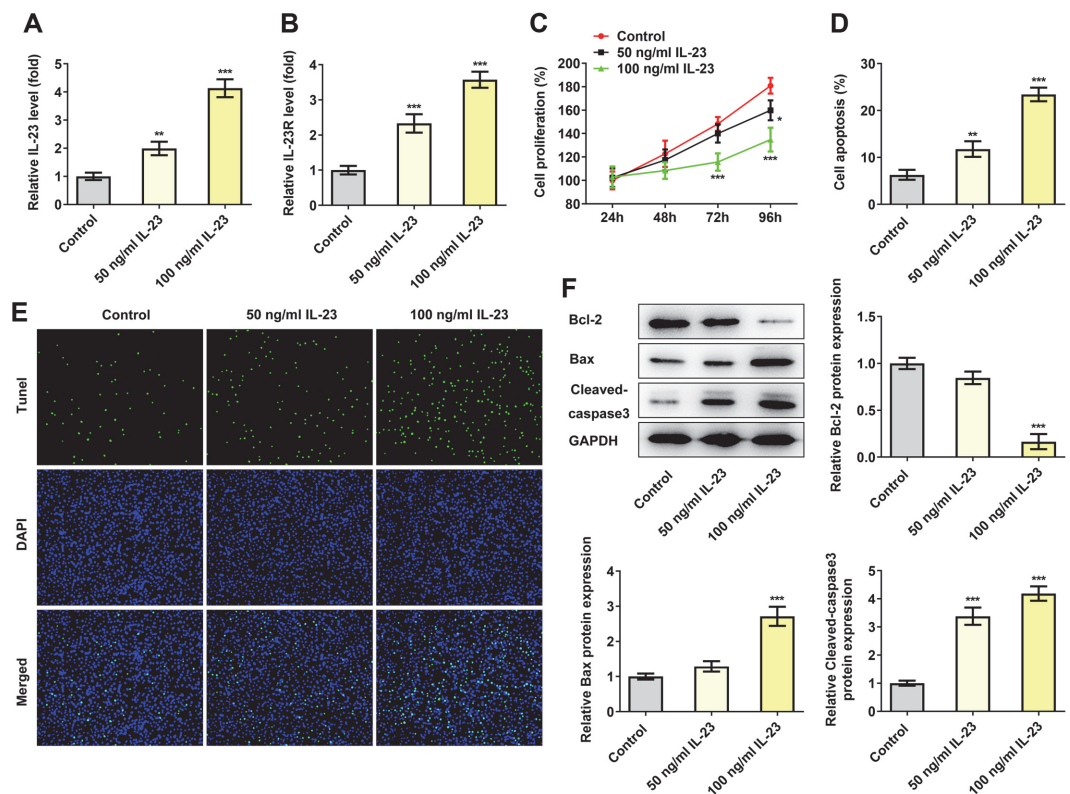 A
Relative IL-23 level (fold)
5
4
3
2
1
0
**
***
Control
50 ng/ml IL-23
100 ng/ml IL-23
B
Relative IL-23R level (fold)
4
3
2
1
0
***
***
Control
50 ng/ml IL-23
100 ng/ml IL-23
C
Control
50 ng/ml IL-23
100 ng/ml IL-23
Cell proliferation (%)
200
180
160
140
120
100
80
*
***
***
24h
48h
72h
96h
D
Cell apoptosis (%)
30
20
10
0
**
***
Control
50 ng/ml IL-23
100 ng/ml IL-23
E
Control
50 ng/ml IL-23
100 ng/ml IL-23
Tunel
DAPI
Merged
F
Bcl-2
Bax
Cleaved-
caspase3
GAPDH
Control
50 ng/ml IL-23
100 ng/ml IL-23
Relative Bcl-2 protein expression
1.5
1.0
0.5
0.0
***
Control
50 ng/ml IL-23
100 ng/ml IL-23
Relative Bax protein expression
4
3
2
1
0
***
Control
50 ng/ml IL-23
100 ng/ml IL-23
Relative Cleaved-caspase3
protein expression
5
4
3
2
1
0
***
***
Control
50 ng/ml IL-23
100 ng/ml IL-23